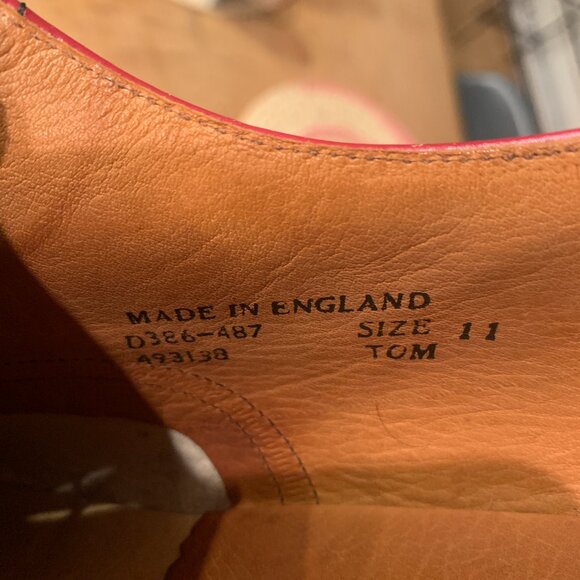 MADE IN ENGLAND
D386-487 SIZE 11
493138 TOM